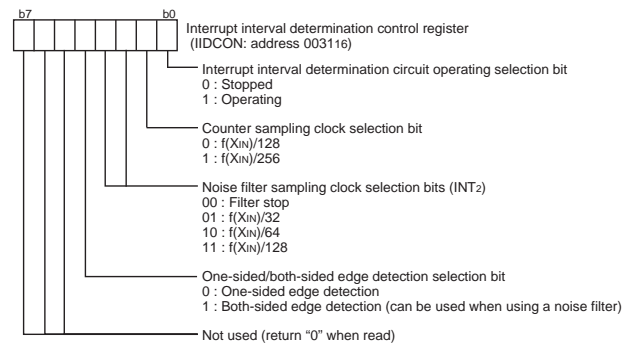 b7 b0
Interrupt interval determination control register
(IIDCON: address 003116)
Interrupt interval determination circuit operating selection bit
0 : Stopped
1 : Operating
Counter sampling clock selection bit
0 : f(XIN)/128
1 : f(XIN)/256
Noise filter sampling clock selection bits (INT2)
00 : Filter stop
01 : f(XIN)/32
10 : f(XIN)/64
11 : f(XIN)/128
One-sided/both-sided edge detection selection bit
0 : One-sided edge detection
1 : Both-sided edge detection (can be used when using a noise filter)
Not used (return “0” when read)